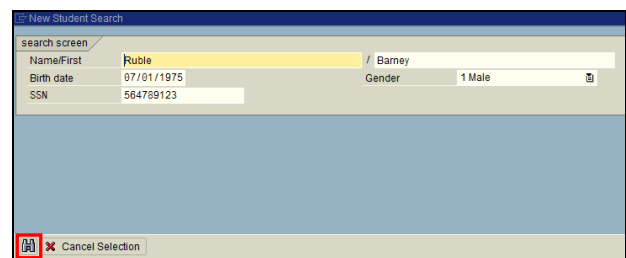 New Student Search
search screen
Name/First Ruble / Barney
Birth date 07/01/1975 Gender 1 Male
SSN 564789123
Cancel Selection